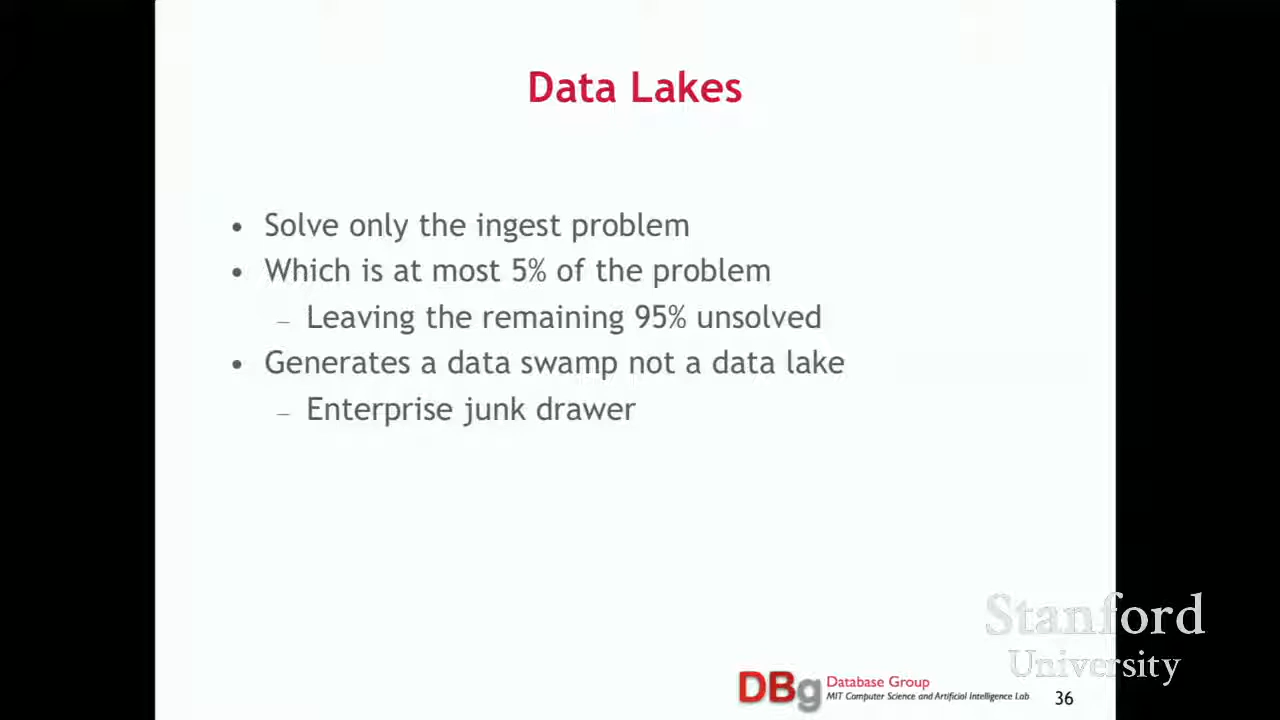 Data Lakes
• Solve only the ingest problem
• Which is at most 5% of the problem
– Leaving the remaining 95% unsolved
• Generates a data swamp not a data lake
– Enterprise junk drawer
Stanford
University
DBg Database Group
MIT Computer Science and Artificial Intelligence Lab
36